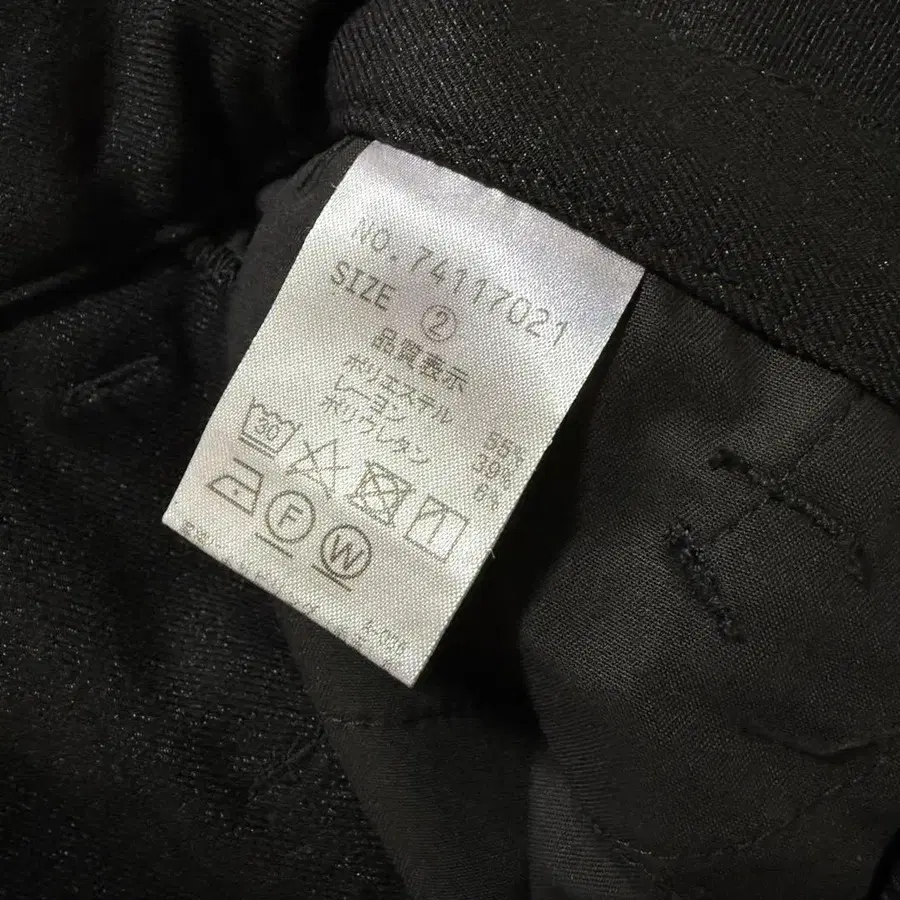 NO. 74117021
SIZE ②
品質表示
ポリエステル 55%
レーヨン 39%
ポリウレタン 6%
30
F
W